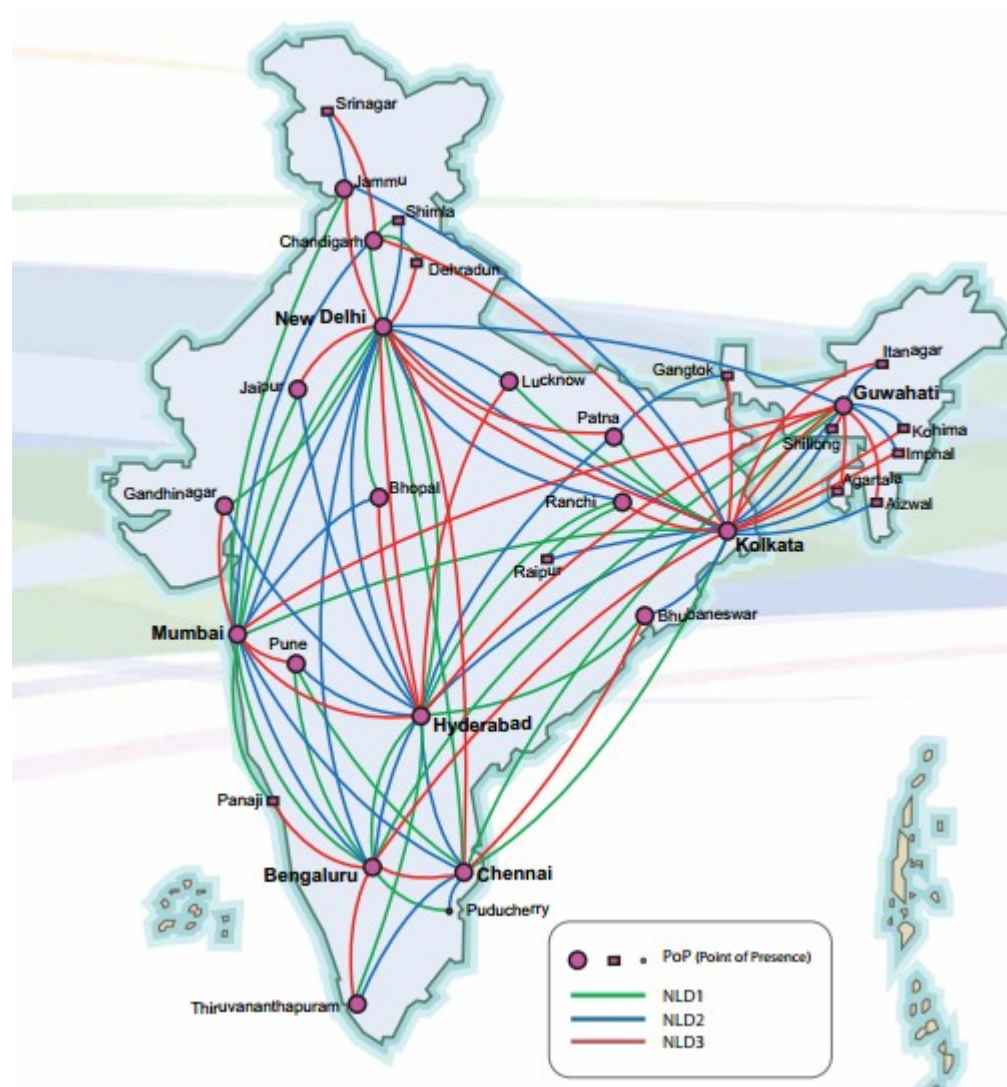 Srinagar
Jammu
Shimla
Chandigarh
Dehradun
New Delhi
Itanagar
Gangtok
Jaipur
Lucknow
Guwahati
Patna
Kohima
Shillong
Imphal
Bhopal
Agartala
Gandhinagar
Ranchi
Aizwal
Kolkata
Raipur
Bhubaneswar
Mumbai
Pune
Hyderabad
Panaji
Bengaluru
Chennai
Puducherry
Thiruvananthapuram
PoP (Point of Presence)
NLD1
NLD2
NLD3